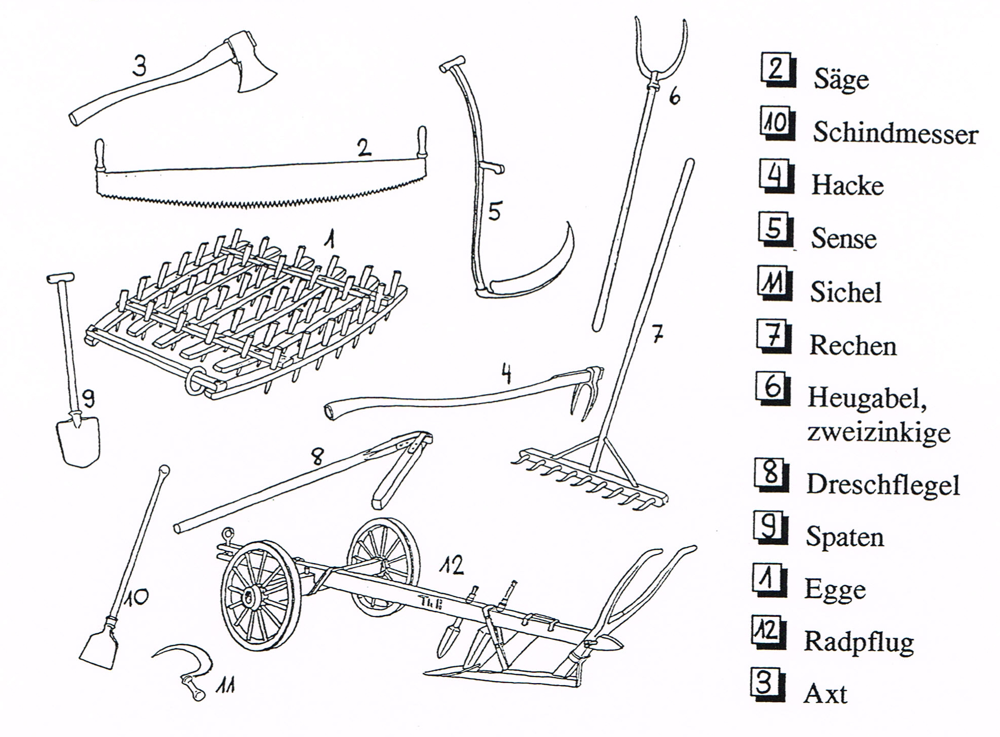 3
2
6
5
1
9
4
7
8
10
12
Th.B
11
2 Säge
10 Schindmesser
4 Hacke
5 Sense
11 Sichel
7 Rechen
6 Heugabel,
zweizinkige
8 Dreschflegel
9 Spaten
1 Egge
12 Radpflug
3 Axt